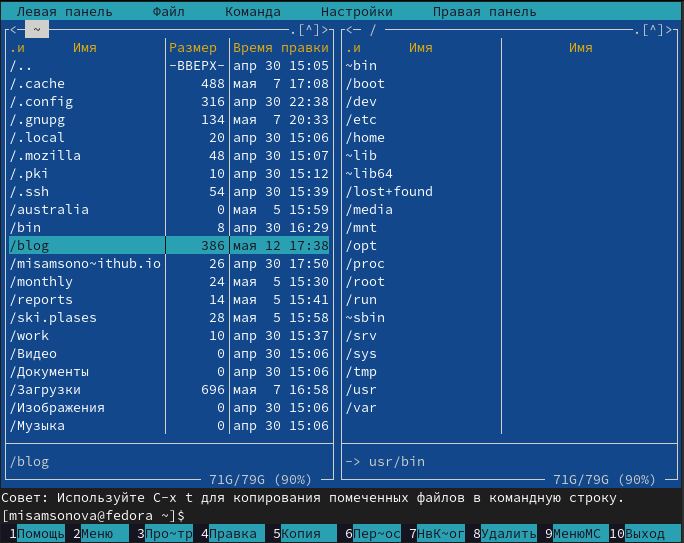 Левая панель Файл Команда Настройки Правая панель
<- ~ .[^]> <- / .[^]>
.и Имя Размер Время правки .и Имя Имя
/.. -ВВЕРХ- апр 30 15:05 ~bin
/.cache 488 мая 7 17:08 /boot
/.config 316 апр 30 22:38 /dev
/.gnupg 134 мая 7 20:33 /etc
/.local 20 апр 30 15:06 /home
/.mozilla 48 апр 30 15:07 ~lib
/.pki 10 апр 30 15:12 ~lib64
/.ssh 54 апр 30 15:39 /lost+found
/australia 0 мая 5 15:59 /media
/bin 8 апр 30 16:29 /mnt
/blog 386 мая 12 17:38 /opt
/misamsono~ithub.io 26 апр 30 17:50 /proc
/monthly 24 мая 5 15:30 /root
/reports 14 мая 5 15:41 /run
/ski.plases 28 мая 5 15:58 ~sbin
/work 10 апр 30 15:37 /srv
/Видео 0 апр 30 15:06 /sys
/Документы 0 апр 30 15:06 /tmp
/Загрузки 696 мая 7 16:58 /usr
/Изображения 0 апр 30 15:06 /var
/Музыка 0 апр 30 15:06
/blog -> usr/bin
71G/79G (90%) 71G/79G (90%)
Совет: Используйте C-x t для копирования помеченных файлов в командную строку.
[misamsonova@fedora ~]$
1Помощь 2Меню 3Про~тр 4Правка 5Копия 6Пер~ос 7НвК~ог 8Удалить 9МенюMC 10Выход